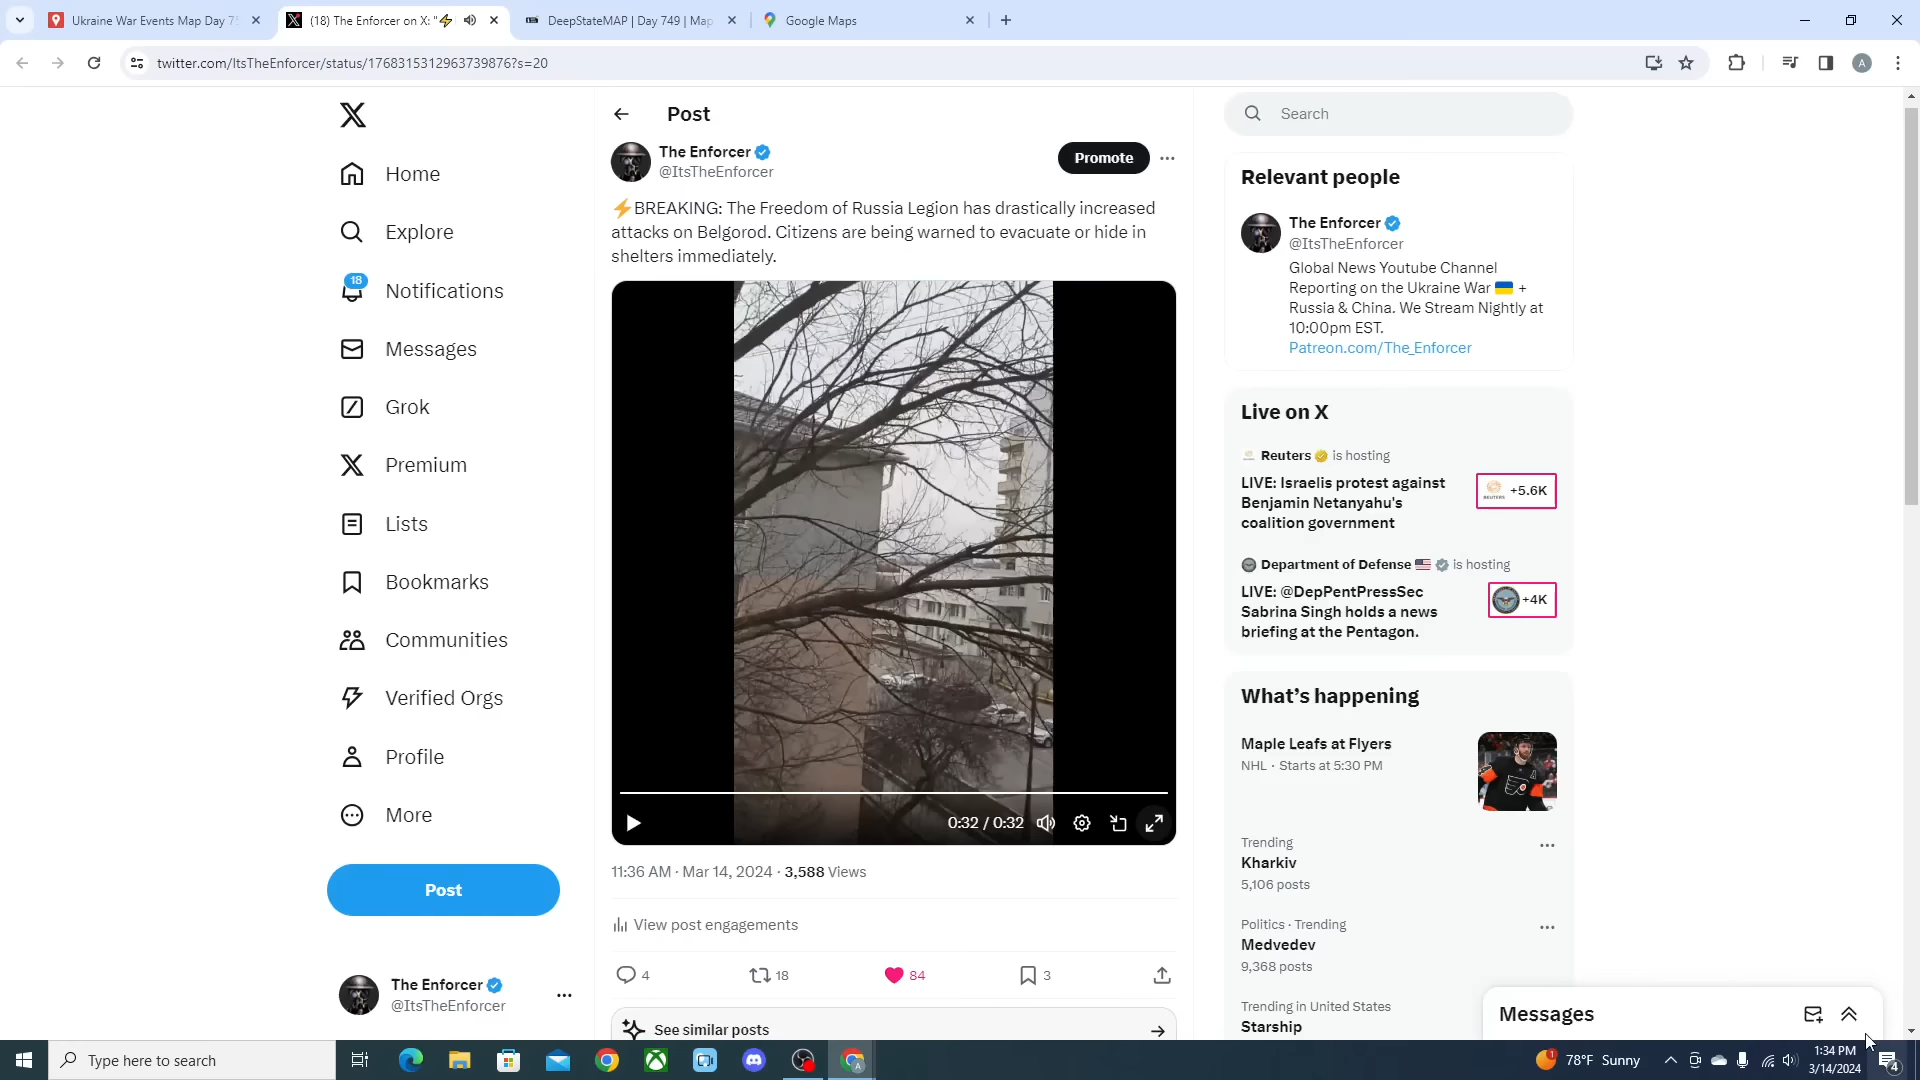 Ukraine War Events Map Day 7
(18) The Enforcer on X: "⚡
DeepStateMAP | Day 749 | Map
Google Maps
twitter.com/ItsTheEnforcer/status/1768315312963739876?s=20
A
Home
Explore
18
Notifications
Messages
Grok
Premium
Lists
Bookmarks
Communities
Verified Orgs
Profile
More
Post
The Enforcer
@ItsTheEnforcer
Post
The Enforcer
@ItsTheEnforcer
Promote
⚡BREAKING: The Freedom of Russia Legion has drastically increased
attacks on Belgorod. Citizens are being warned to evacuate or hide in
shelters immediately.
0:32 / 0:32
11:36 AM · Mar 14, 2024 · 3,588 Views
View post engagements
4 18 84 3
See similar posts
Search
Relevant people
The Enforcer
@ItsTheEnforcer
Global News Youtube Channel
Reporting on the Ukraine War 🇺🇦 +
Russia & China. We Stream Nightly at
10:00pm EST.
Patreon.com/The_Enforcer
Live on X
Reuters is hosting
LIVE: Israelis protest against
Benjamin Netanyahu's
coalition government
REUTERS +5.6K
Department of Defense 🇺🇸 is hosting
LIVE: @DepPentPressSec
Sabrina Singh holds a news
briefing at the Pentagon.
+4K
What's happening
Maple Leafs at Flyers
NHL · Starts at 5:30 PM
Trending
Kharkiv
5,106 posts
Politics · Trending
Medvedev
9,368 posts
Trending in United States
Starship
Messages
Type here to search
1
78°F Sunny
1:34 PM
3/14/2024
4